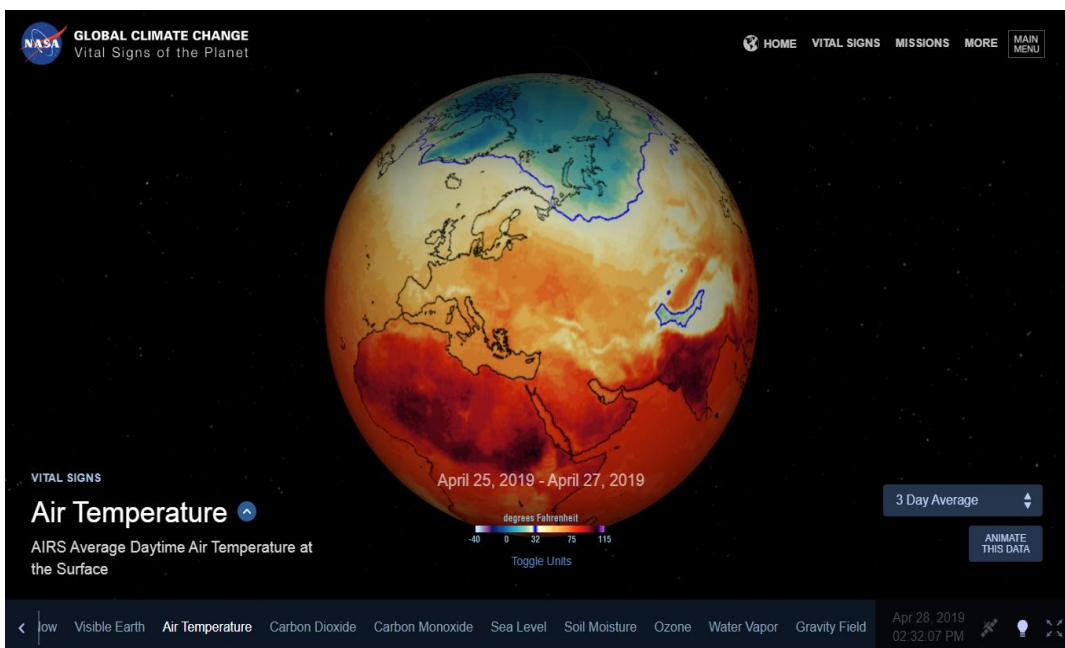 NASA
GLOBAL CLIMATE CHANGE
Vital Signs of the Planet
HOME VITAL SIGNS MISSIONS MORE MAIN MENU
April 25, 2019 - April 27, 2019
VITAL SIGNS
Air Temperature
AIRS Average Daytime Air Temperature at
the Surface
degrees Fahrenheit
-40 0 32 75 115
Toggle Units
3 Day Average
ANIMATE
THIS DATA
Visible Earth Air Temperature Carbon Dioxide Carbon Monoxide Sea Level Soil Moisture Ozone Water Vapor Gravity Field
Apr 28, 2019
02:32:07 PM